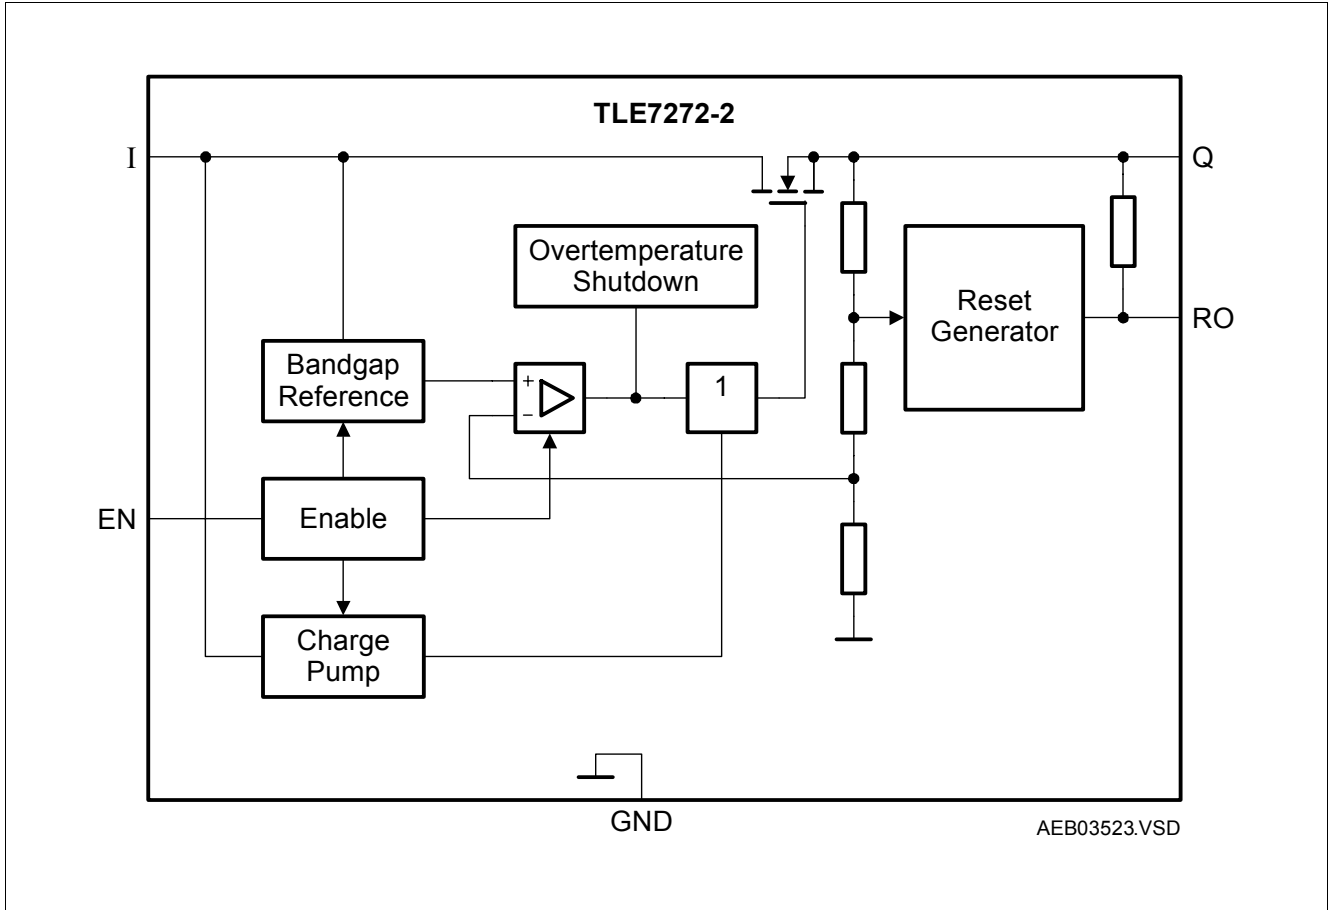 TLE7272-2
I
Q
Overtemperature
Shutdown
Reset
Generator
RO
Bandgap
Reference
+
−
1
EN
Enable
Charge
Pump
GND
AEB03523.VSD